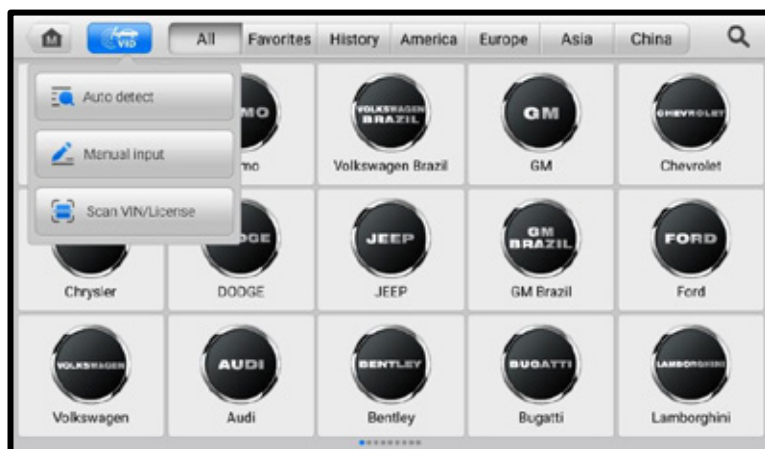 M VID All Favorites History America Europe Asia China
Auto detect
Manual input
Scan VIN/License
MO VOLKSWAGEN BRAZIL GM CHEVROLET
mo Volkswagen Brazil GM Chevrolet
DGE JEEP GM BRAZIL FORD
Chrysler DODGE JEEP GM Brazil Ford
VOLKSWAGEN AUDI BENTLEY BUGATTI LAMBORGHINI
Volkswagen Audi Bentley Bugatti Lamborghini